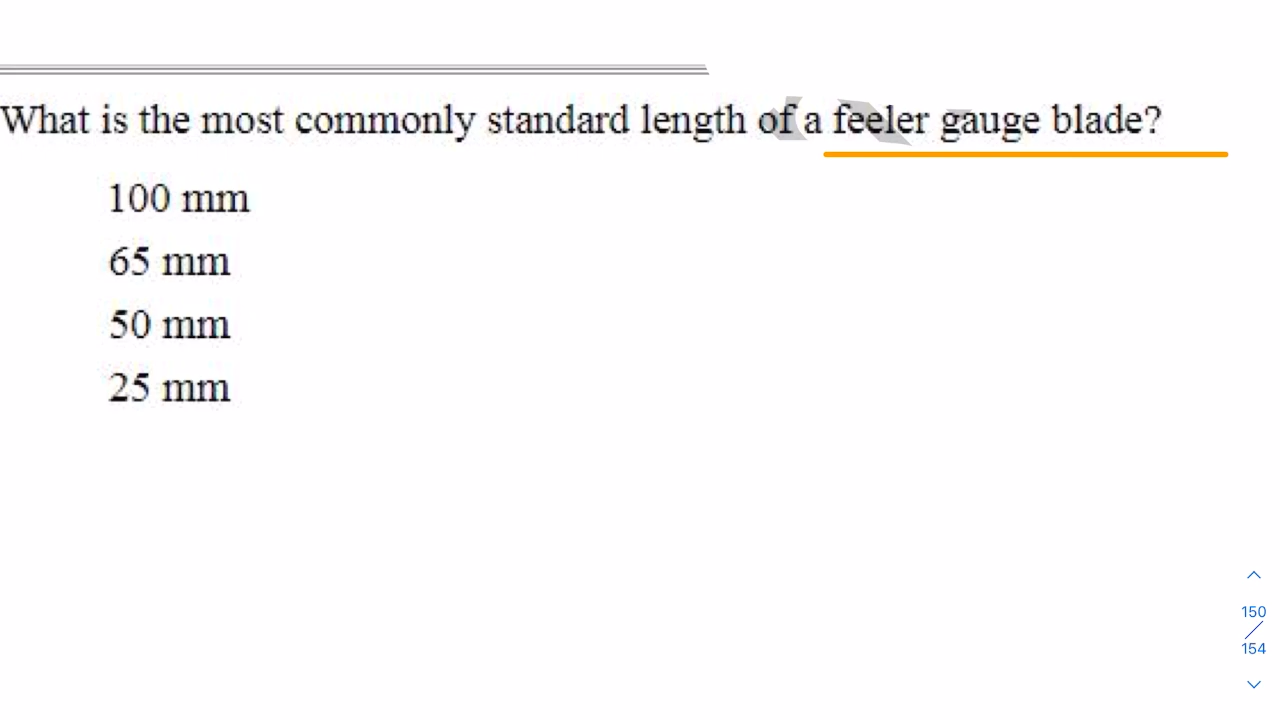 What is the most commonly standard length of a feeler gauge blade?
100 mm
65 mm
50 mm
25 mm
150
154